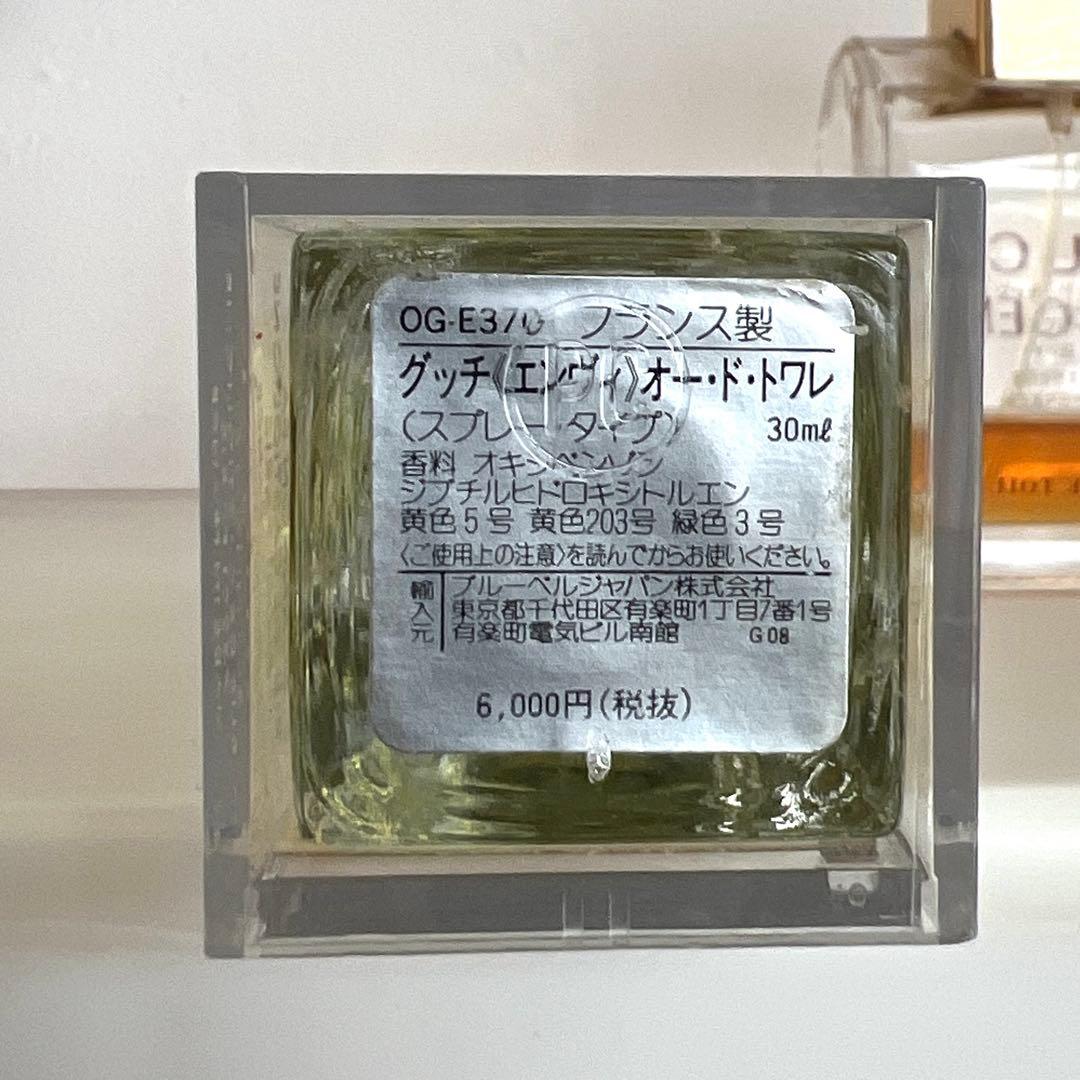 OG-E370 フランス製
グッチ《エンヴィ》オー・ド・トワレ
(スプレータイプ) 30mℓ
香料 オキシベンゾン
ジブチルヒドロキシトルエン
黄色5号 黄色203号 緑色3号
〈ご使用上の注意〉を読んでからお使いください。
輸入元 ブルーベルジャパン株式会社
東京都千代田区有楽町1丁目7番1号
有楽町電気ビル南館 G08
6,000円(税抜)